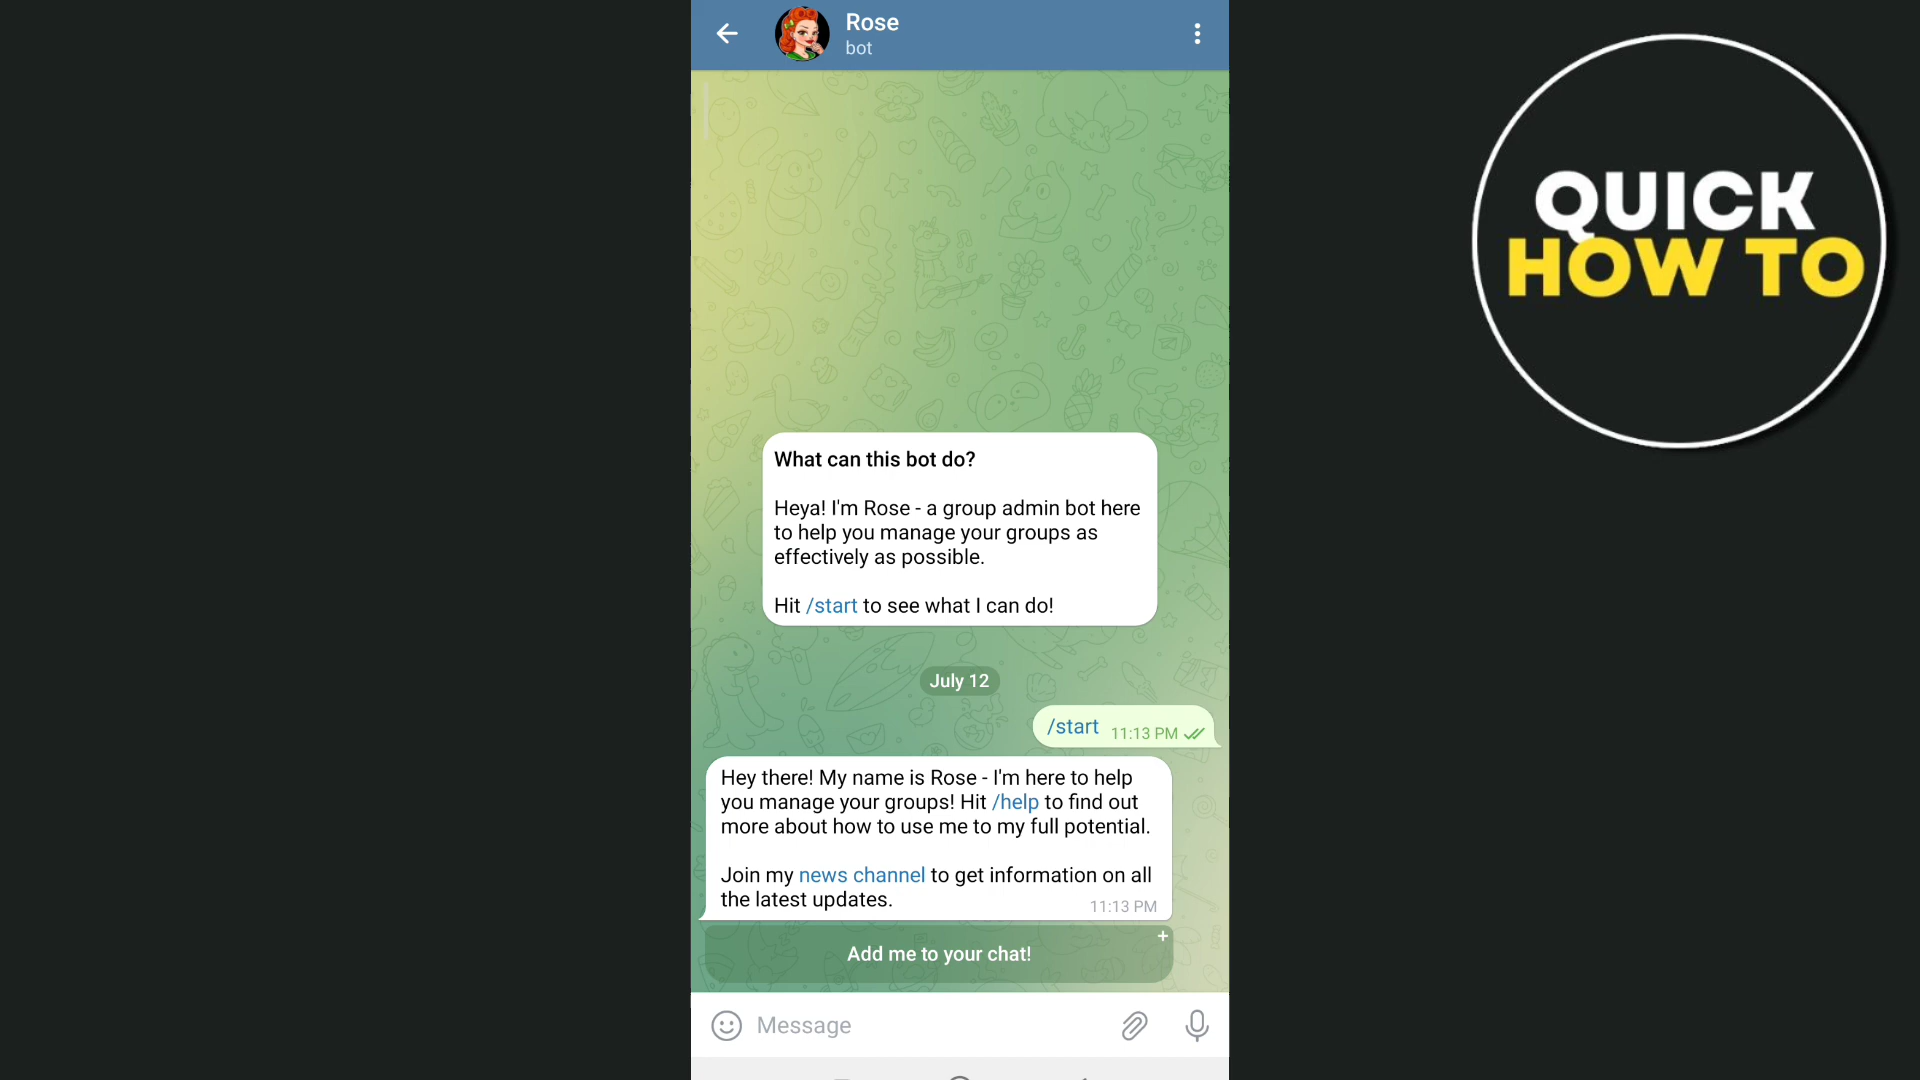 Rose
bot
QUICK
HOW TO
What can this bot do?
Heya! I'm Rose - a group admin bot here
to help you manage your groups as
effectively as possible.
Hit /start to see what I can do!
July 12
/start 11:13 PM
Hey there! My name is Rose - I'm here to help
you manage your groups! Hit /help to find out
more about how to use me to my full potential.
Join my news channel to get information on all
the latest updates.
11:13 PM
Add me to your chat!
Message